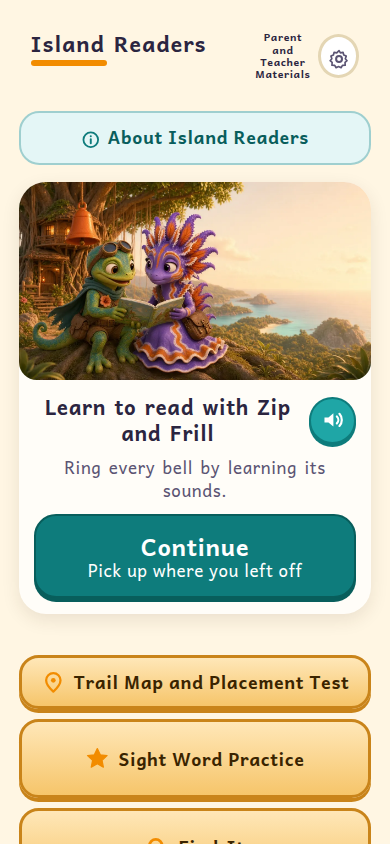 Island Readers
Parent
and
Teacher
Materials
About Island Readers
Learn to read with Zip
and Frill
Ring every bell by learning its
sounds.
Continue
Pick up where you left off
Trail Map and Placement Test
Sight Word Practice
Find It